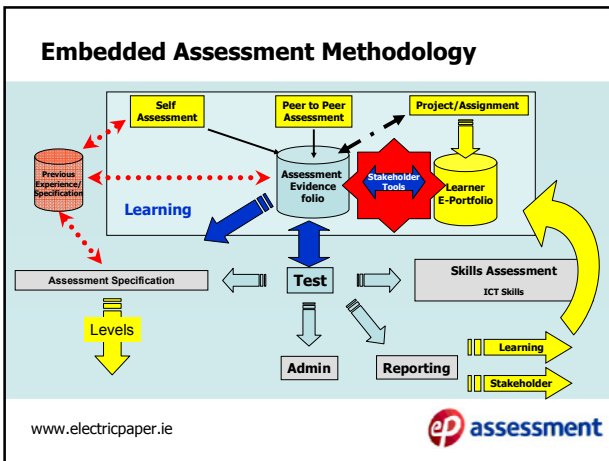 Embedded Assessment Methodology
Self
Assessment
Peer to Peer
Assessment
Project/Assignment
Previous
Experience/
Specification
Assessment
Evidence
folio
Stakeholder
Tools
Learner
E-Portfolio
Learning
Assessment Specification
Test
Skills Assessment
ICT Skills
Levels
Admin
Reporting
Learning
Stakeholder
www.electricpaper.ie
ep assessment